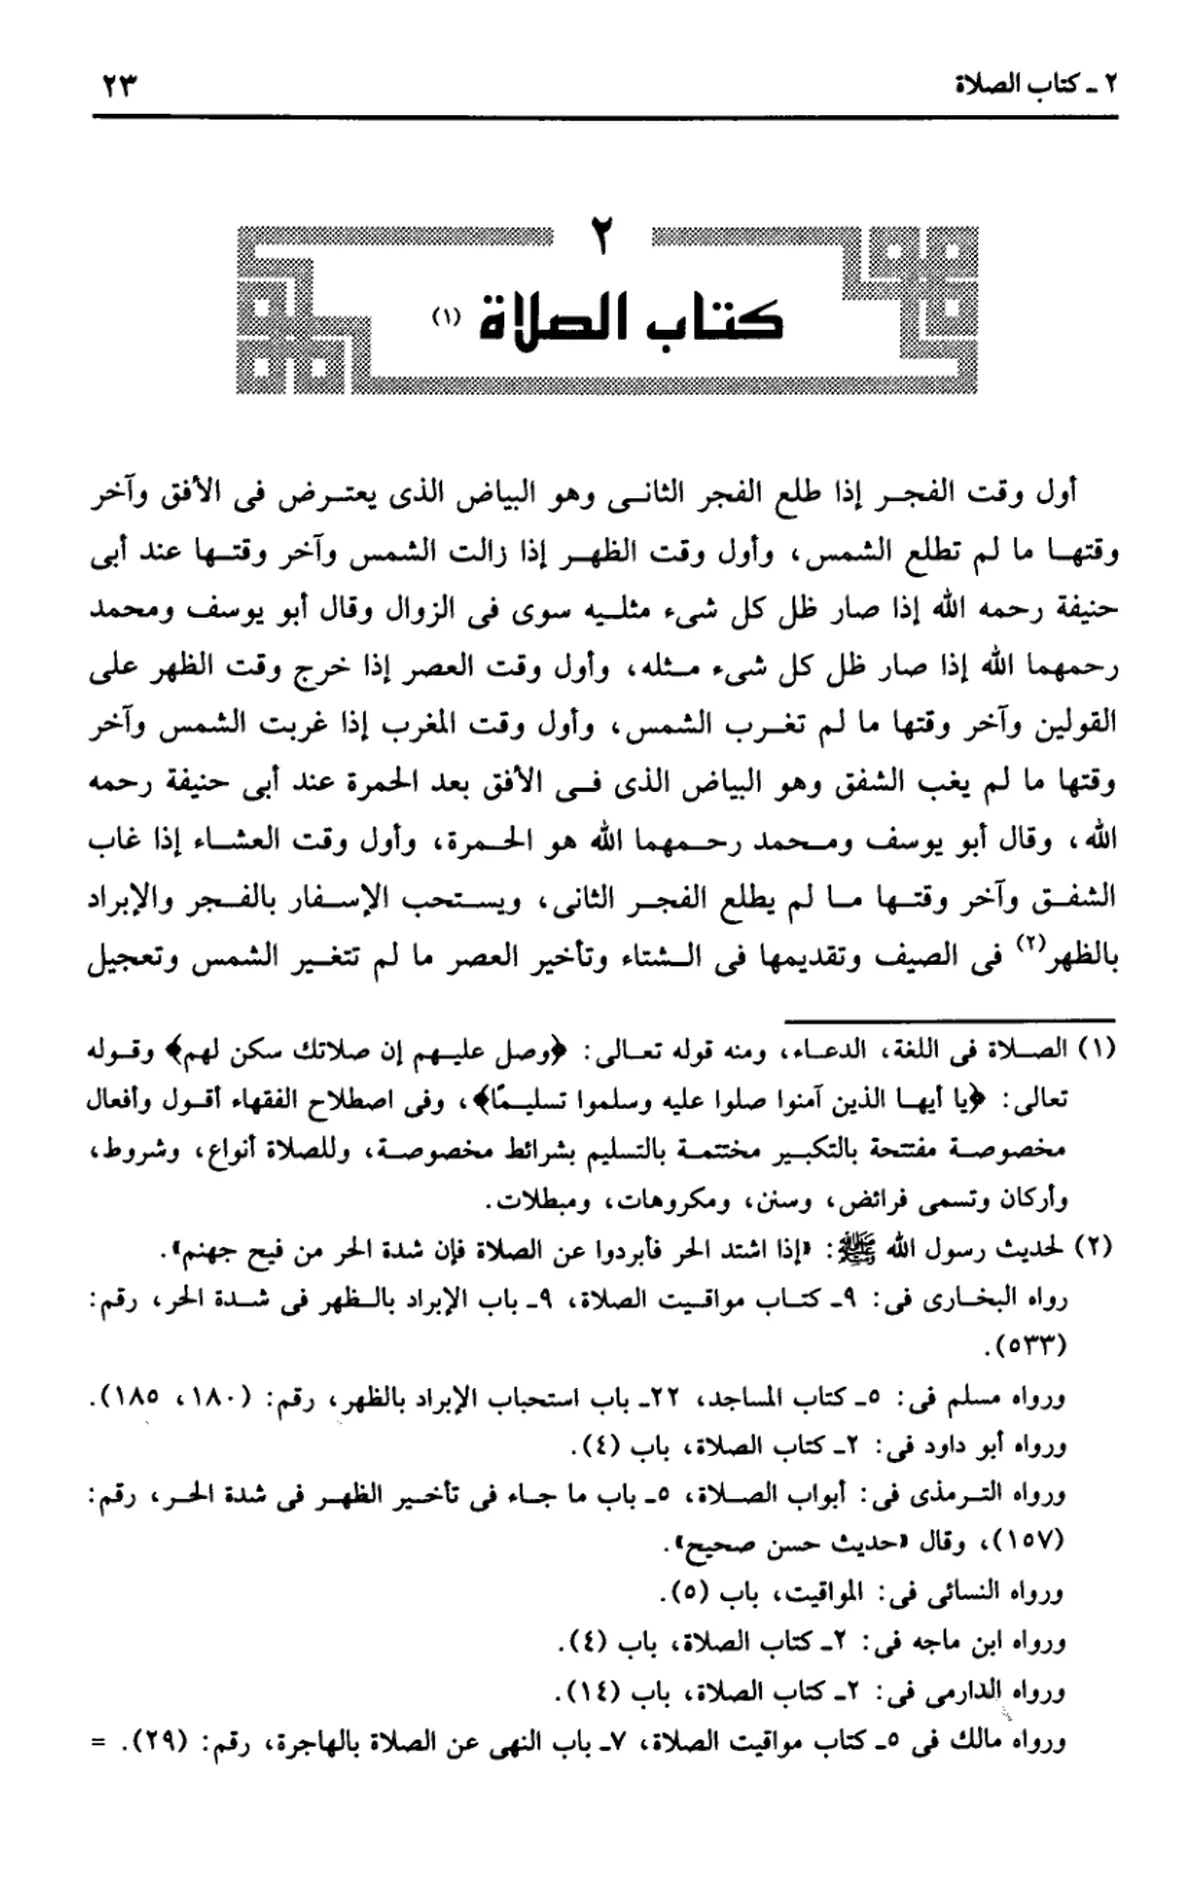 ٢ ـ كتاب الصلاة ٢٣
٢
كتاب الصلاة (١)
أول وقت الفجر إذا طلع الفجر الثانى وهو البياض الذى يعترض فى الأفق وآخر
وقتها ما لم تطلع الشمس، وأول وقت الظهر إذا زالت الشمس وآخر وقتها عند أبى
حنيفة رحمه الله إذا صار ظل كل شىء مثليه سوى فى الزوال وقال أبو يوسف ومحمد
رحمهما الله إذا صار ظل كل شىء مثله، وأول وقت العصر إذا خرج وقت الظهر على
القولين وآخر وقتها ما لم تغرب الشمس، وأول وقت المغرب إذا غربت الشمس وآخر
وقتها ما لم يغب الشفق وهو البياض الذى فى الأفق بعد الحمرة عند أبى حنيفة رحمه
الله، وقال أبو يوسف ومحمد رحمهما الله هو الحمرة، وأول وقت العشاء إذا غاب
الشفق وآخر وقتها ما لم يطلع الفجر الثانى، ويستحب الإسفار بالفجر والإبراد
بالظهر(٢) فى الصيف وتقديمها فى الشتاء وتأخير العصر ما لم تتغير الشمس وتعجيل
(١) الصلاة فى اللغة، الدعاء، ومنه قوله تعالى: ﴿وصل عليهم إن صلاتك سكن لهم﴾ وقوله
تعالى: ﴿يا أيها الذين آمنوا صلوا عليه وسلموا تسليمًا﴾، وفى اصطلاح الفقهاء أقول وأفعال
مخصوصة مفتتحة بالتكبير مختتمة بالتسليم بشرائط مخصوصة، وللصلاة أنواع، وشروط،
وأركان وتسمى فرائض، وسنن، ومكروهات، ومبطلات.
(٢) لحديث رسول الله ﷺ: «إذا اشتد الحر فأبردوا عن الصلاة فإن شدة الحر من فيح جهنم».
رواه البخارى فى: ٩ـ كتاب مواقيت الصلاة، ٩ـ باب الإبراد بالظهر فى شدة الحر، رقم:
(٥٣٣).
ورواه مسلم فى: ٥ـ كتاب المساجد، ٢٢ـ باب استحباب الإبراد بالظهر، رقم: (١٨٠، ١٨٥).
ورواه أبو داود فى: ٢ـ كتاب الصلاة، باب (٤).
ورواه الترمذى فى: أبواب الصلاة، ٥ـ باب ما جاء فى تأخير الظهر فى شدة الحر، رقم:
(١٥٧)، وقال «حديث حسن صحيح».
ورواه النسائى فى: المواقيت، باب (٥).
ورواه ابن ماجه فى: ٢ـ كتاب الصلاة، باب (٤).
ورواه الدارمى فى: ٢ـ كتاب الصلاة، باب (١٤).
ورواه مالك فى ٥ـ كتاب مواقيت الصلاة، ٧ـ باب النهى عن الصلاة بالهاجرة، رقم: (٢٩). =